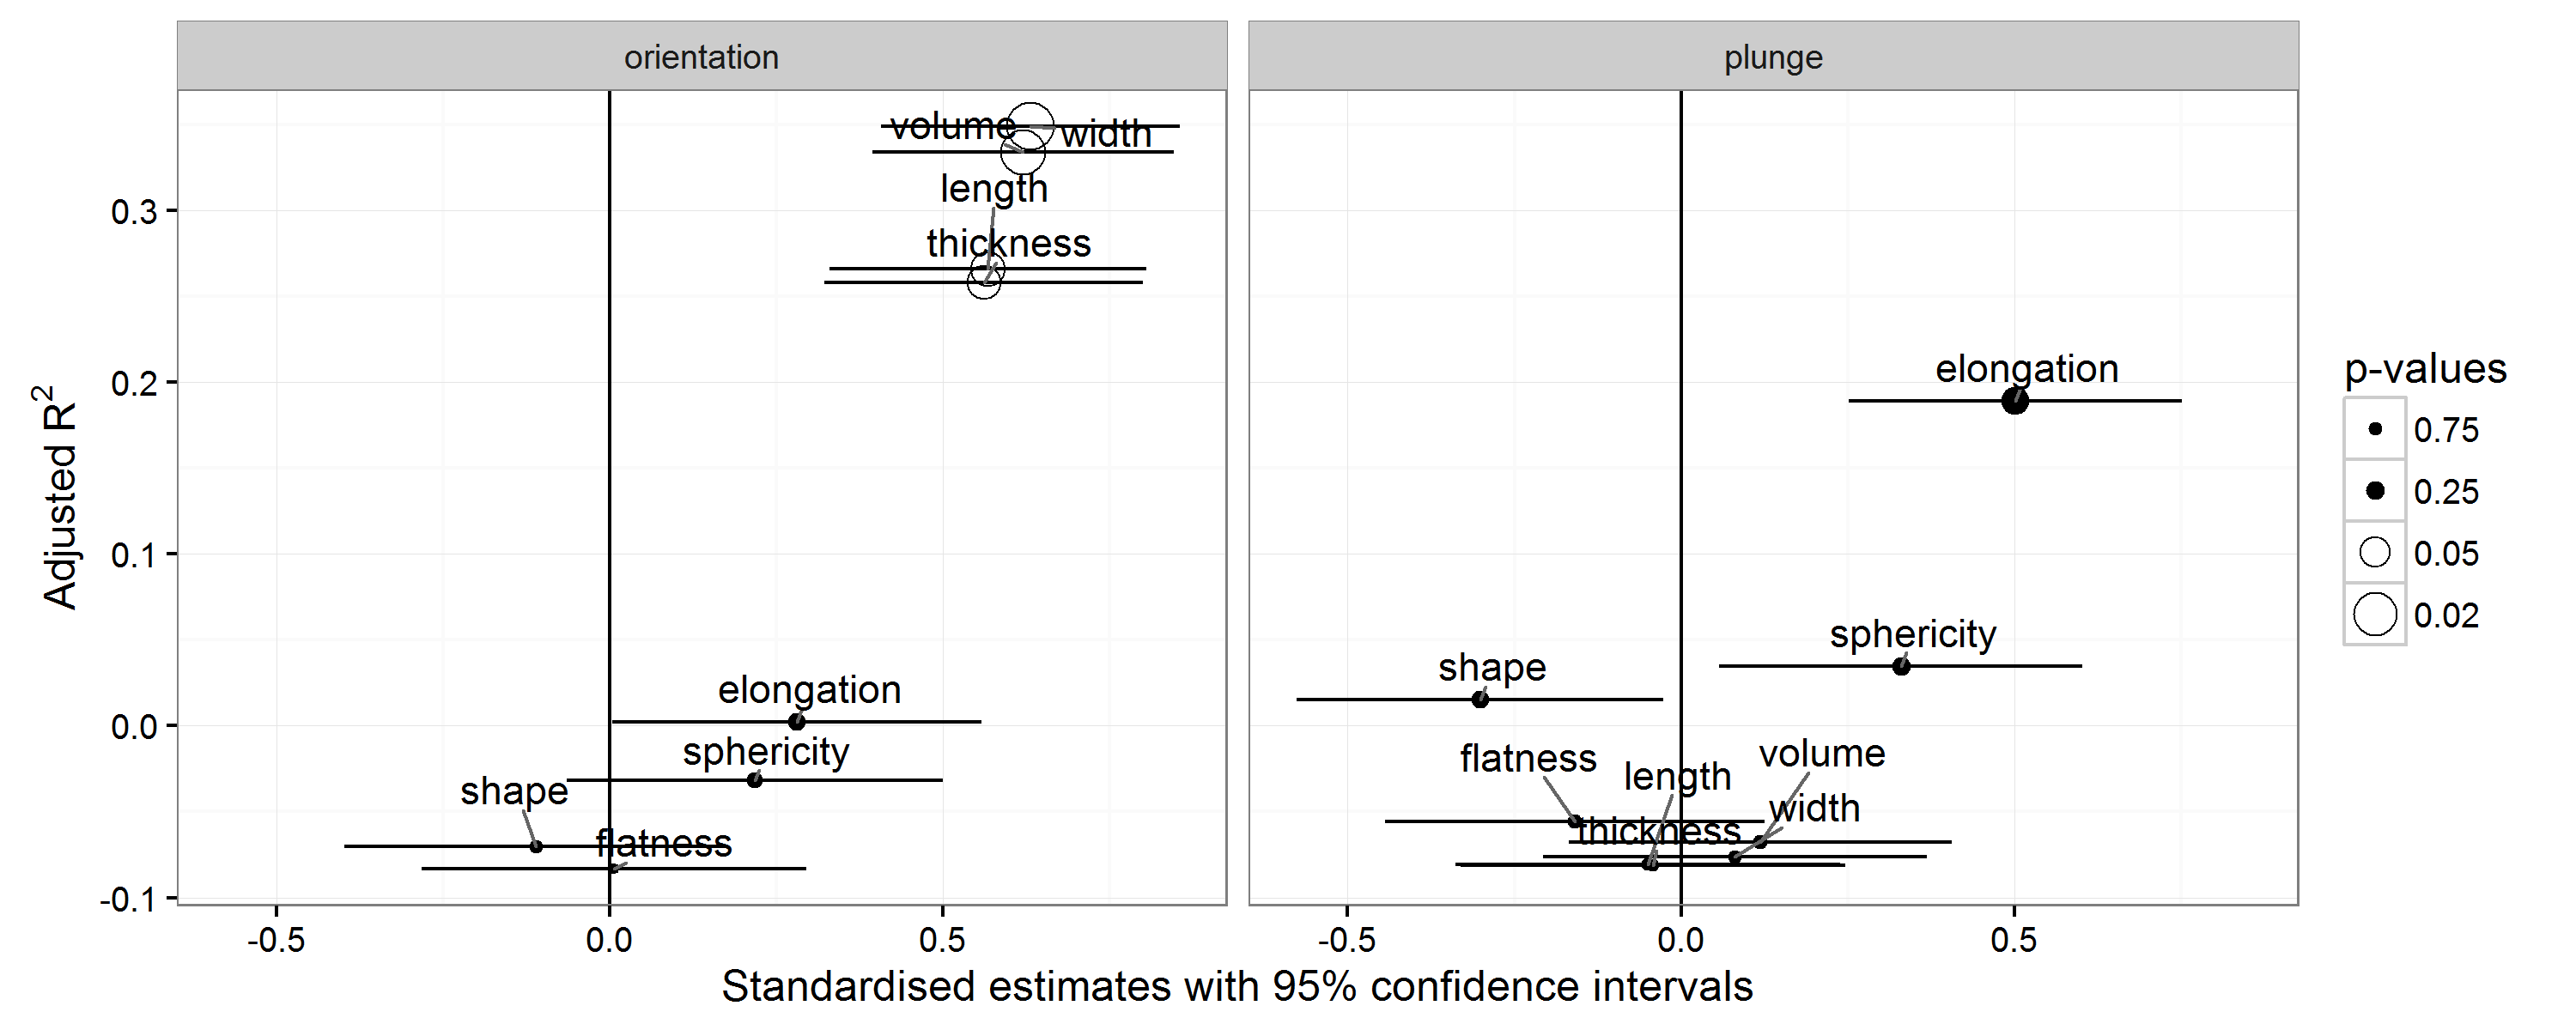 orientation
plunge
Adjusted R²
0.3
0.2
0.1
0.0
-0.1
volume
width
length
thickness
elongation
sphericity
shape
flatness
elongation
sphericity
shape
flatness
length
volume
width
thickness
-0.5
0.0
0.5
-0.5
0.0
0.5
Standardised estimates with 95% confidence intervals
p-values
0.75
0.25
0.05
0.02